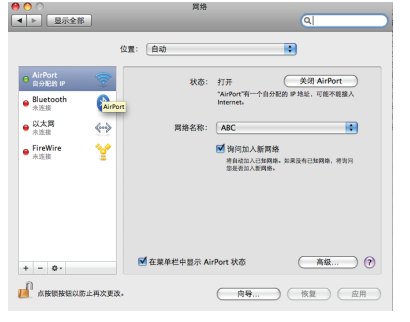 网络
显示全部
位置： 自动
AirPort
自分配的 IP
Bluetooth
未连接
AirPort
以太网
未连接
FireWire
未连接
状态： 打开
关闭 AirPort
"AirPort"有一个自分配的 IP 地址，可能不能接入
Internet。
网络名称： ABC
询问加入新网络
将自动加入已知网络。如果没有已知网络，将询问
您是否加入新网络。
在菜单栏中显示 AirPort 状态
高级... ?
点按锁按钮以防止再次更改。
向导... 恢复 应用